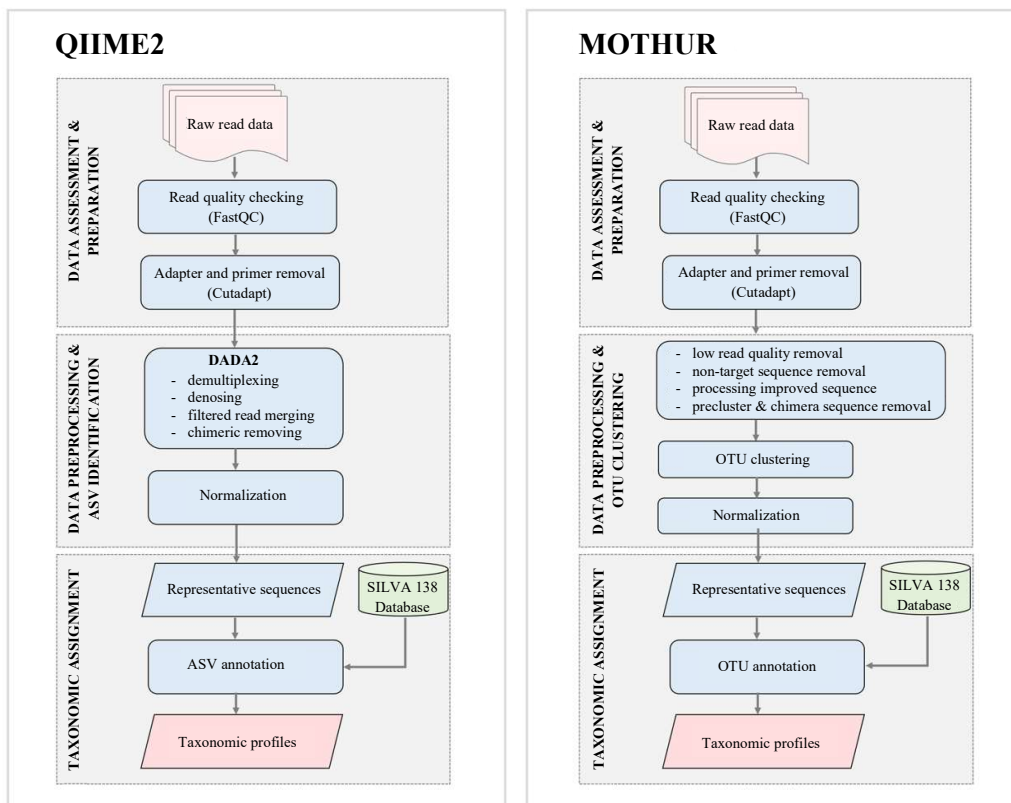 QIIME2
DATA ASSESSMENT &
PREPARATION
Raw read data
Read quality checking
(FastQC)
Adapter and primer removal
(Cutadapt)
DATA PREPROCESSING &
ASV IDENTIFICATION
DADA2
- demultiplexing
- denosing
- filtered read merging
- chimeric removing
Normalization
TAXONOMIC ASSIGNMENT
Representative sequences
SILVA 138
Database
ASV annotation
Taxonomic profiles
MOTHUR
DATA ASSESSMENT &
PREPARATION
Raw read data
Read quality checking
(FastQC)
Adapter and primer removal
(Cutadapt)
DATA PREPROCESSING &
OTU CLUSTERING
- low read quality removal
- non-target sequence removal
- processing improved sequence
- precluster & chimera sequence removal
OTU clustering
Normalization
TAXONOMIC ASSIGNMENT
Representative sequences
SILVA 138
Database
OTU annotation
Taxonomic profiles